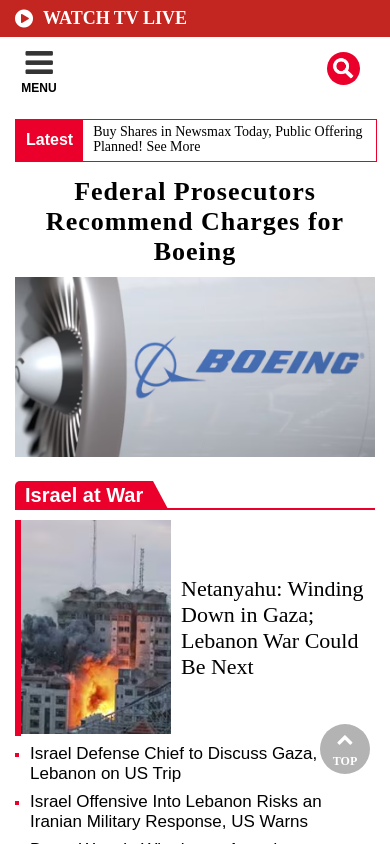 WATCH TV LIVE
MENU
Latest
Buy Shares in Newsmax Today, Public Offering
Planned! See More
Federal Prosecutors
Recommend Charges for
Boeing
BOEING
Israel at War
Netanyahu: Winding
Down in Gaza;
Lebanon War Could
Be Next
Israel Defense Chief to Discuss Gaza,
Lebanon on US Trip
TOP
Israel Offensive Into Lebanon Risks an
Iranian Military Response, US Warns